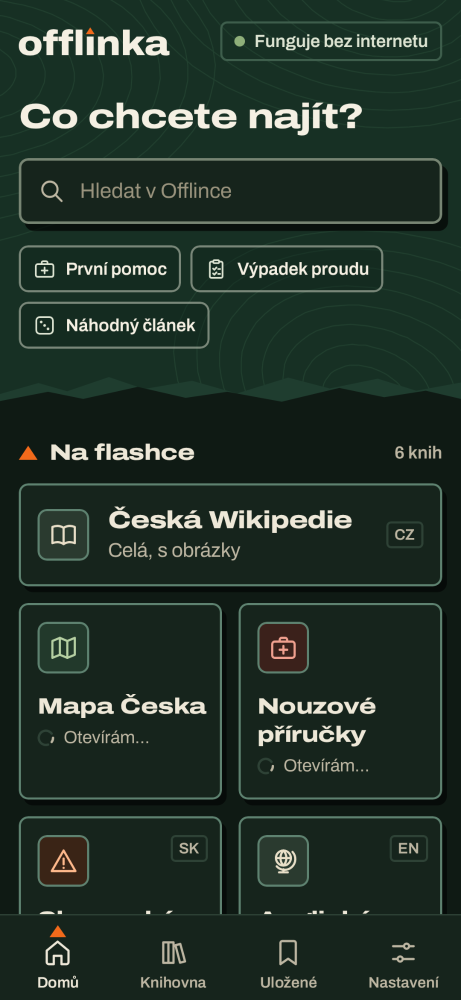 offlinka
Funguje bez internetu
Co chcete najít?
Hledat v Offlince
První pomoc
Výpadek proudu
Náhodný článek
Na flashce
6 knih
Česká Wikipedie
Celá, s obrázky
CZ
Mapa Česka
Otevírám...
Nouzové
příručky
Otevírám...
SK
EN
Domů
Knihovna
Uložené
Nastavení